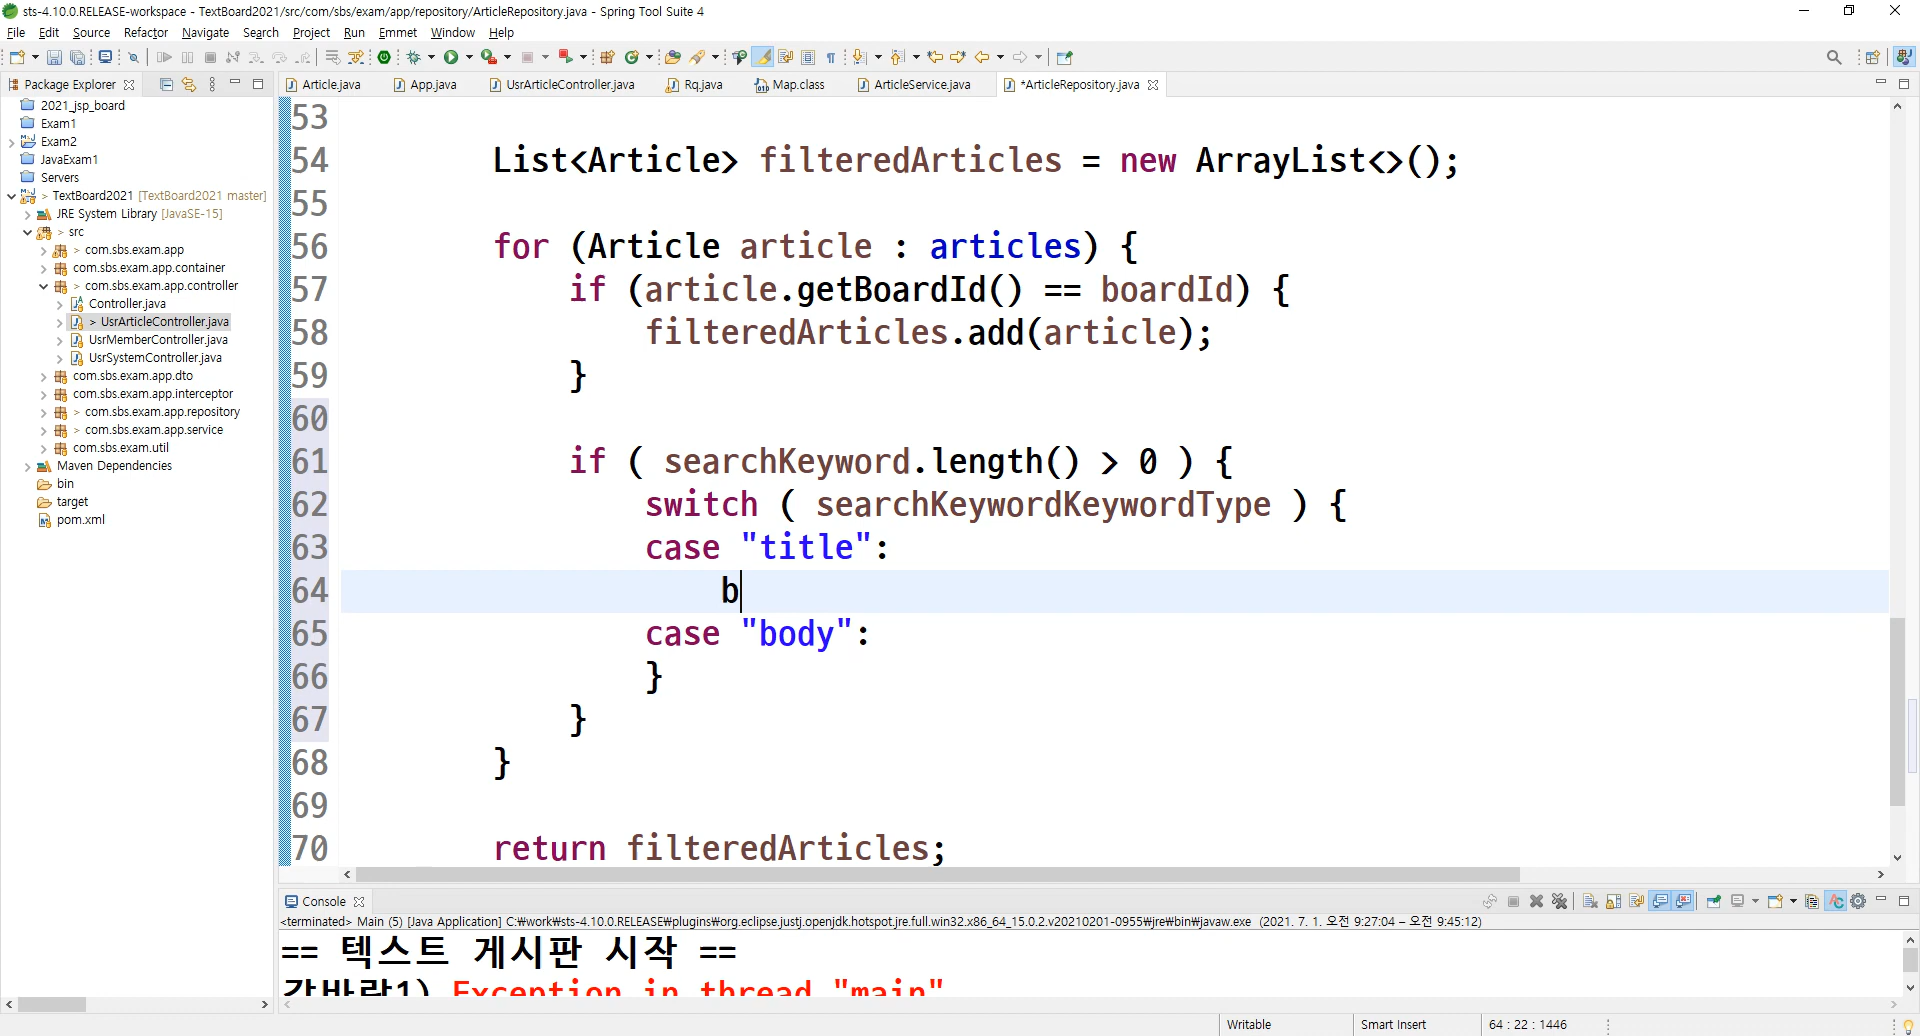 sts-4.10.0.RELEASE-workspace - TextBoard2021/src/com/sbs/exam/app/repository/ArticleRepository.java - Spring Tool Suite 4
File Edit Source Refactor Navigate Search Project Run Emmet Window Help
Package Explorer
Article.java App.java UsrArticleController.java Rq.java Map.class ArticleService.java *ArticleRepository.java
2021_jsp_board
Exam1
Exam2
JavaExam1
Servers
> TextBoard2021 [TextBoard2021 master]
JRE System Library [JavaSE-15]
> src
> com.sbs.exam.app
com.sbs.exam.app.container
> com.sbs.exam.app.controller
Controller.java
> UsrArticleController.java
UsrMemberController.java
UsrSystemController.java
com.sbs.exam.app.dto
com.sbs.exam.app.interceptor
> com.sbs.exam.app.repository
> com.sbs.exam.app.service
com.sbs.exam.util
Maven Dependencies
bin
target
pom.xml
53
54 List<Article> filteredArticles = new ArrayList<>();
55
56 for (Article article : articles) {
57 if (article.getBoardId() == boardId) {
58 filteredArticles.add(article);
59 }
60
61 if ( searchKeyword.length() > 0 ) {
62 switch ( searchKeywordKeywordType ) {
63 case "title":
64 b
65 case "body":
66 }
67 }
68 }
69
70 return filteredArticles;
Console
<terminated> Main (5) [Java Application] C:₩work₩sts-4.10.0.RELEASE₩plugins₩org.eclipse.justj.openjdk.hotspot.jre.full.win32.x86_64_15.0.2.v20210201-0955₩jre₩bin₩javaw.exe (2021. 7. 1. 오전 9:27:04 – 오전 9:45:12)
== 텍스트 게시판 시작 ==
Exception in thread "main"
Writable Smart Insert 64 : 22 : 1446